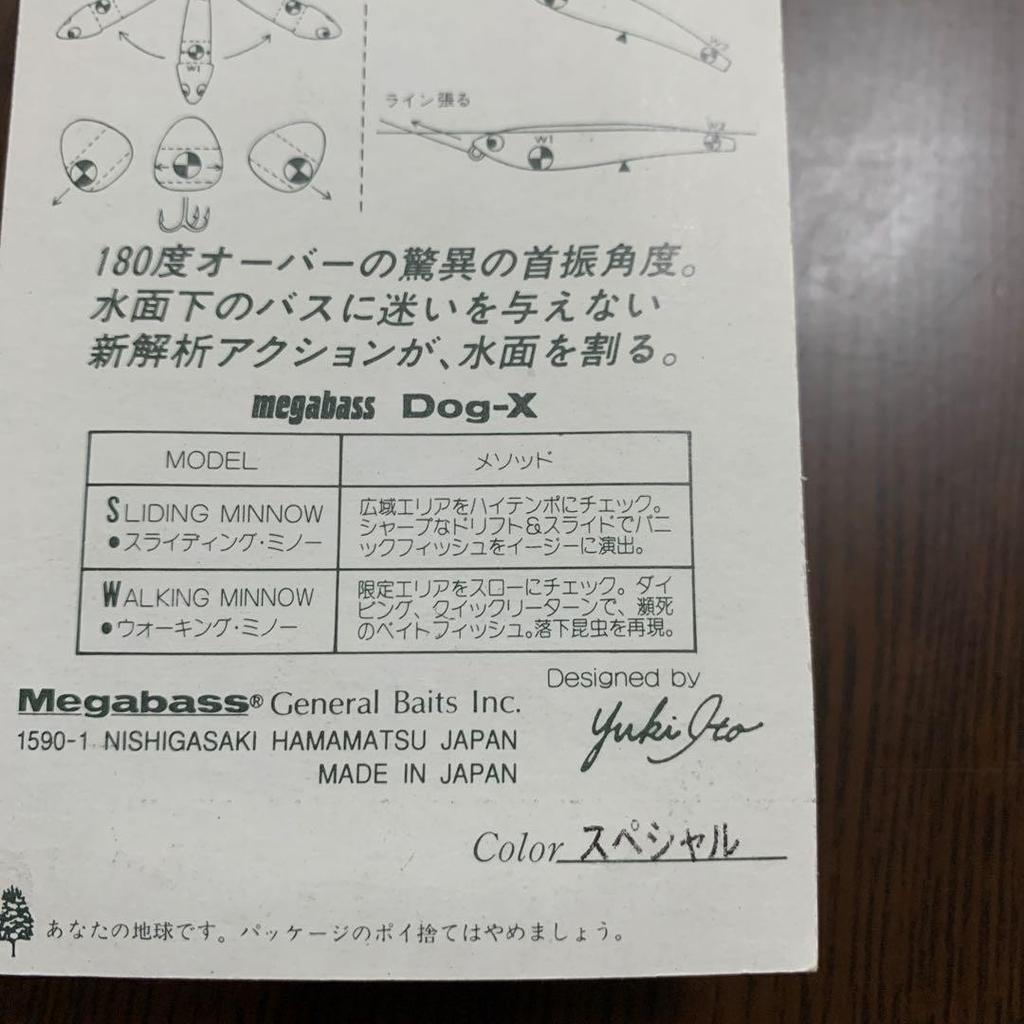 W1
W2
ライン張る
W1
W2
180度オーバーの驚異の首振角度。
水面下のバスに迷いを与えない
新解析アクションが、水面を割る。
megabass Dog-X
MODEL
メソッド
SLIDING MINNOW
●スライディング・ミノー
広域エリアをハイテンポにチェック。
シャープなドリフト&スライドでパニ
ックフィッシュをイージーに演出。
WALKING MINNOW
●ウオーキング・ミノー
限定エリアをスローにチェック。ダイ
ビング、クイックリーターンで、瀕死
のベイトフィッシュ。落下昆虫を再現。
Designed by
Yuki Ito
Megabass® General Baits Inc.
1590-1 NISHIGASAKI HAMAMATSU JAPAN
MADE IN JAPAN
Color スペシャル
あなたの地球です。パッケージのポイ捨てはやめましょう。